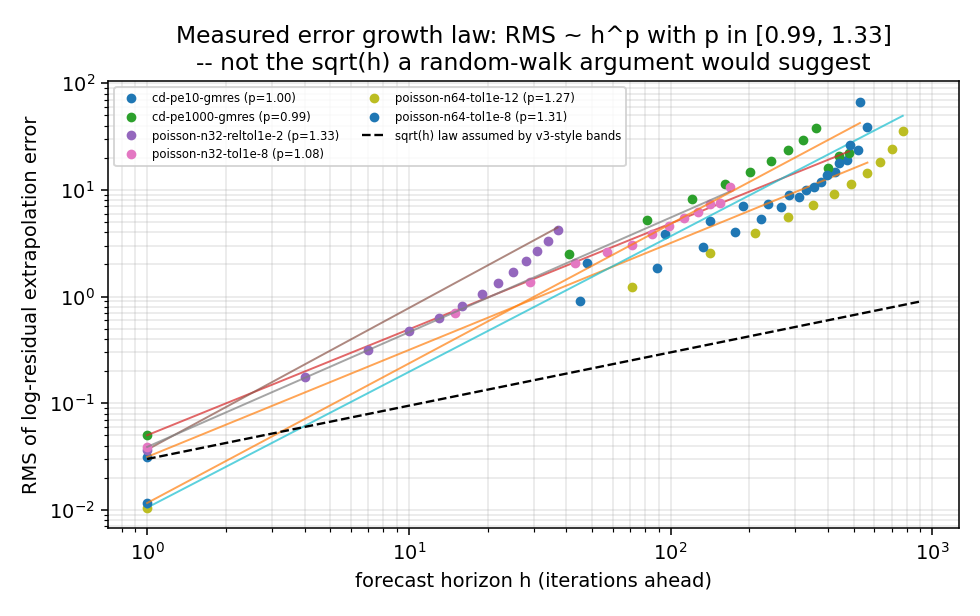 Measured error growth law: RMS ~ h^p with p in [0.99, 1.33]
-- not the sqrt(h) a random-walk argument would suggest
RMS of log-residual extrapolation error
10²
10¹
10⁰
10⁻¹
10⁻²
cd-pe10-gmres (p=1.00)
cd-pe1000-gmres (p=0.99)
poisson-n32-reltol1e-2 (p=1.33)
poisson-n32-tol1e-8 (p=1.08)
poisson-n64-tol1e-12 (p=1.27)
poisson-n64-tol1e-8 (p=1.31)
sqrt(h) law assumed by v3-style bands
10⁰
10¹
10²
10³
forecast horizon h (iterations ahead)